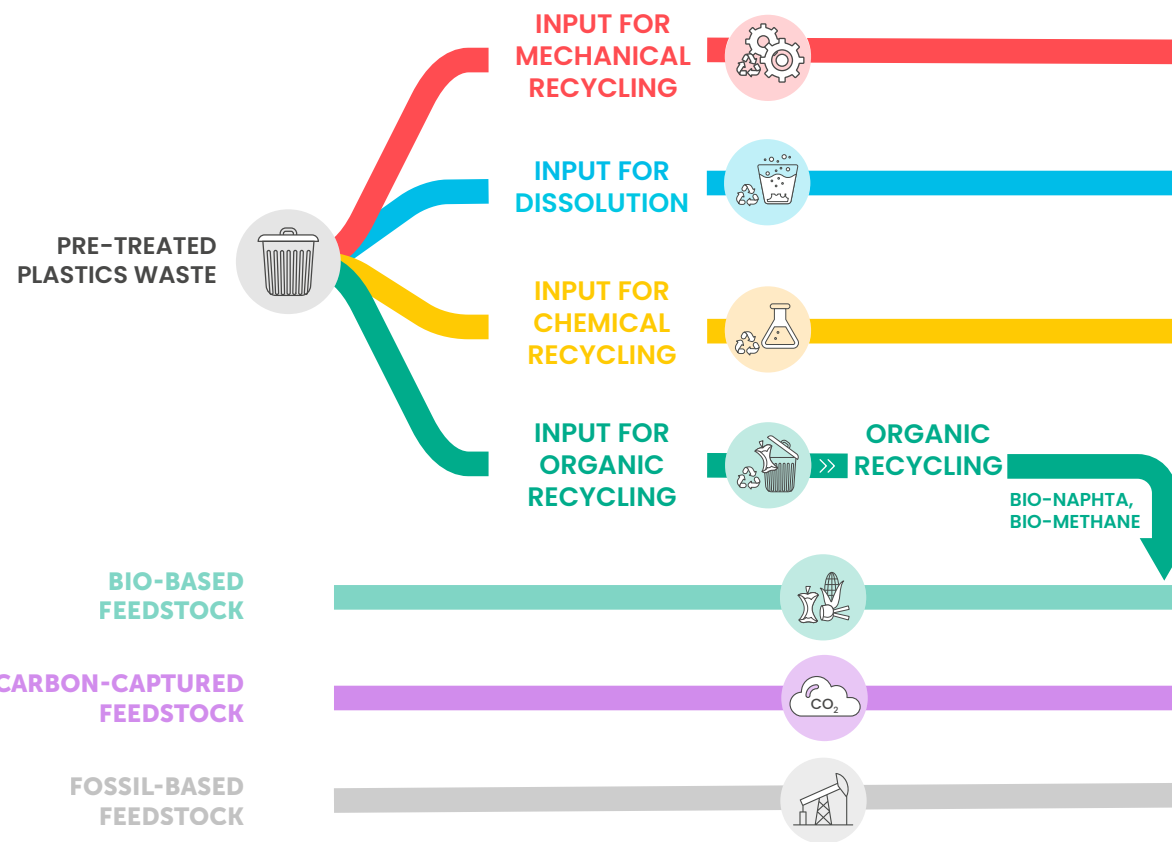 INPUT FOR
MECHANICAL
RECYCLING
INPUT FOR
DISSOLUTION
PRE-TREATED
PLASTICS WASTE
INPUT FOR
CHEMICAL
RECYCLING
INPUT FOR
ORGANIC
RECYCLING
ORGANIC
RECYCLING
BIO-NAPHTA,
BIO-METHANE
BIO-BASED
FEEDSTOCK
CARBON-CAPTURED
FEEDSTOCK
CO₂
FOSSIL-BASED
FEEDSTOCK